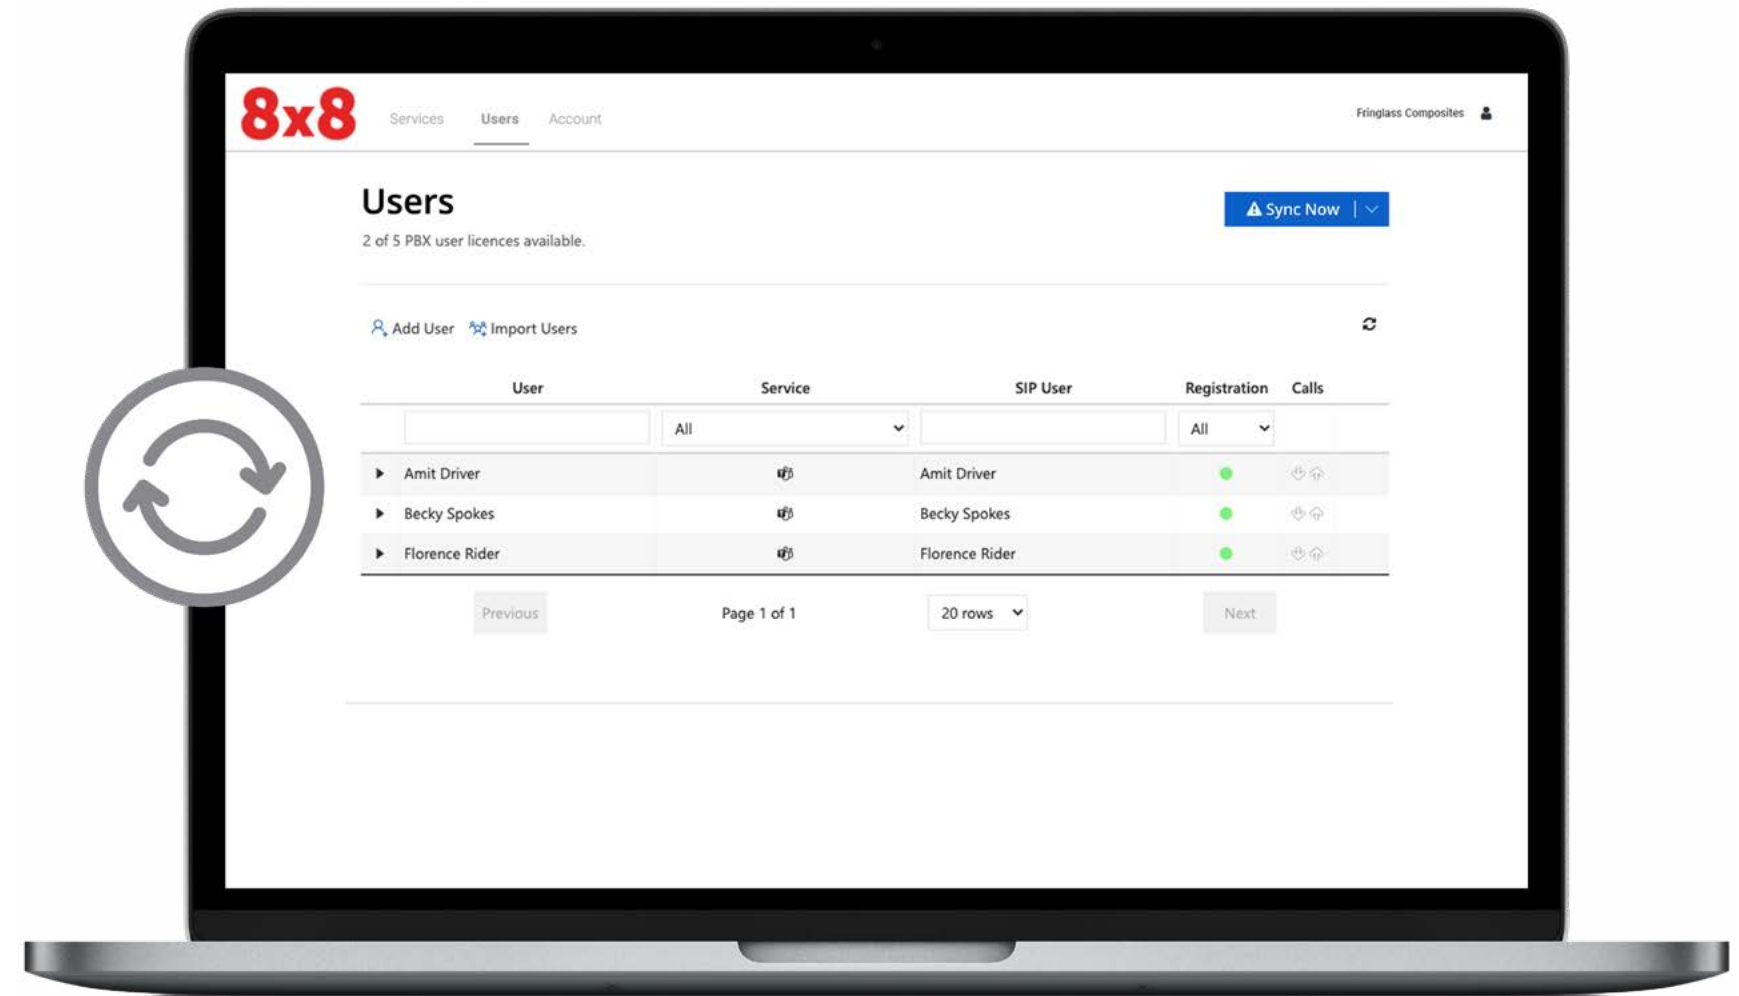 8x8 Services Users Account Fringlass Composites
Users
Sync Now
2 of 5 PBX user licences available.
Add User Import Users
User Service SIP User Registration Calls
All All
Amit Driver Amit Driver
Becky Spokes Becky Spokes
Florence Rider Florence Rider
Previous Page 1 of 1 20 rows Next